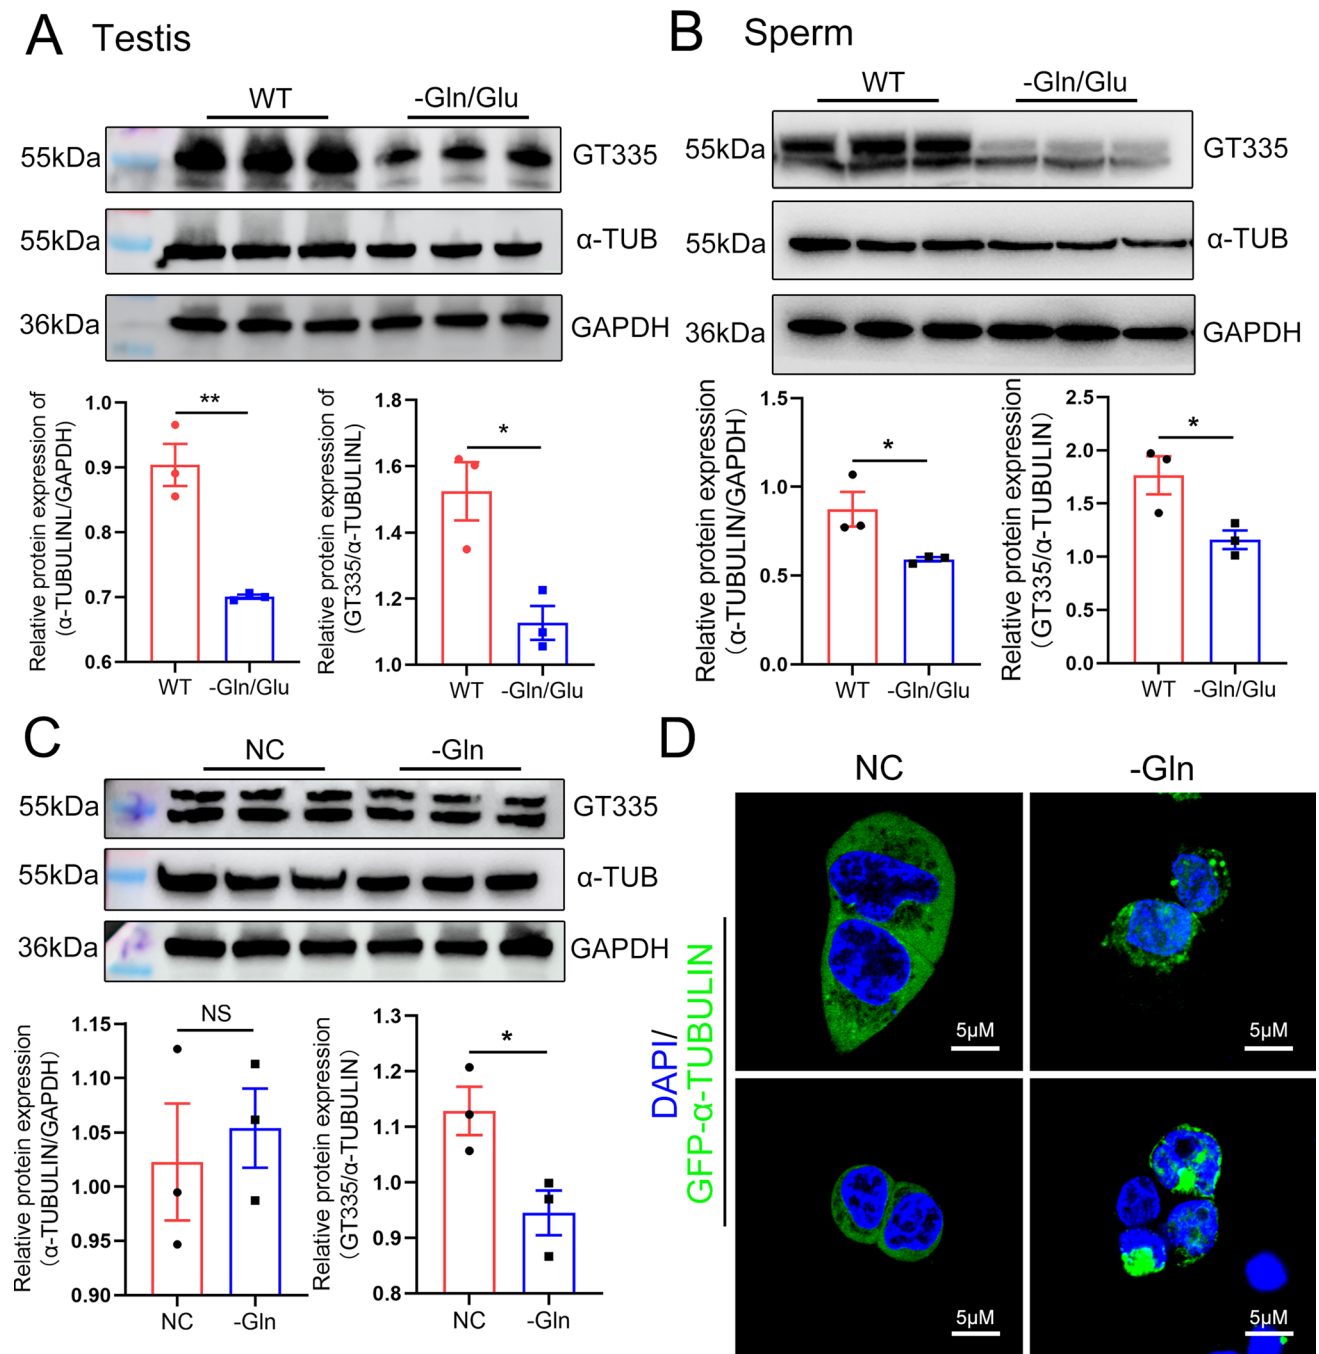 A Testis
WT -Gln/Glu
55kDa GT335
55kDa α-TUB
36kDa GAPDH
Relative protein expression of
(α-TUBULINL/GAPDH)
1.0
0.9
0.8
0.7
0.6
**
WT -Gln/Glu
Relative protein expression of
(GT335/α-TUBULINL)
1.8
1.6
1.4
1.2
1.0
*
WT -Gln/Glu
B Sperm
WT -Gln/Glu
55kDa GT335
55kDa α-TUB
36kDa GAPDH
Relative protein expression
(α-TUBULIN/GAPDH)
1.5
1.0
0.5
0.0
*
WT -Gln/Glu
Relative protein expression
(GT335/α-TUBULIN)
2.5
2.0
1.5
1.0
0.5
0.0
*
WT -Gln/Glu
C
NC -Gln
55kDa GT335
55kDa α-TUB
36kDa GAPDH
Relative protein expression
(α-TUBULIN/GAPDH)
1.15
1.10
1.05
1.00
0.95
0.90
NS
NC -Gln
Relative protein expression
(GT335/α-TUBULIN)
1.3
1.2
1.1
1.0
0.9
0.8
*
NC -Gln
D
NC -Gln
DAPI/
GFP-α-TUBULIN
5μM 5μM
5μM 5μM